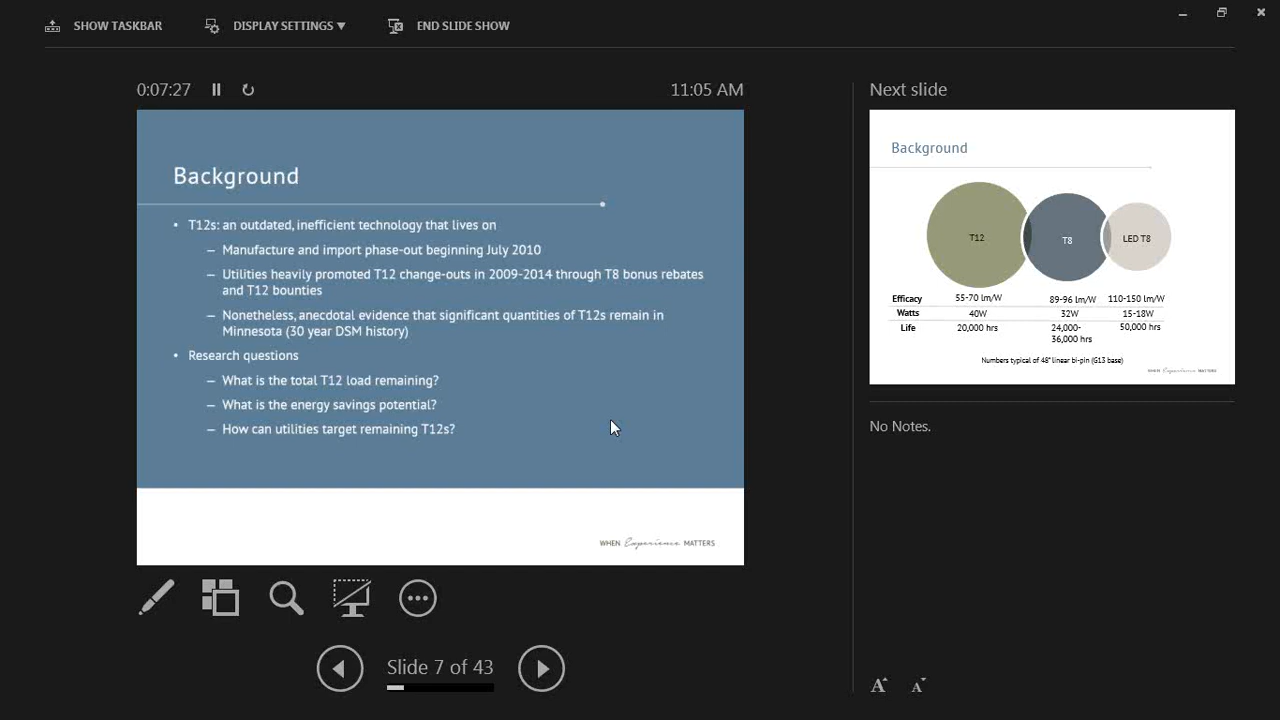 SHOW TASKBAR DISPLAY SETTINGS ▼ END SLIDE SHOW
0:07:27 11:05 AM
Background
• T12s: an outdated, inefficient technology that lives on
– Manufacture and import phase-out beginning July 2010
– Utilities heavily promoted T12 change-outs in 2009-2014 through T8 bonus rebates
and T12 bounties
– Nonetheless, anecdotal evidence that significant quantities of T12s remain in
Minnesota (30 year DSM history)
• Research questions
– What is the total T12 load remaining?
– What is the energy savings potential?
– How can utilities target remaining T12s?
WHEN Experience MATTERS
Slide 7 of 43
Next slide
Background
T12 T8 LED T8
Efficacy 55-70 lm/W 89-96 lm/W 110-150 lm/W
Watts 40W 32W 15-18W
Life 20,000 hrs 24,000- 50,000 hrs
36,000 hrs
Numbers typical of 48" linear bi-pin (G13 base)
WHEN Experience MATTERS
No Notes.
A A